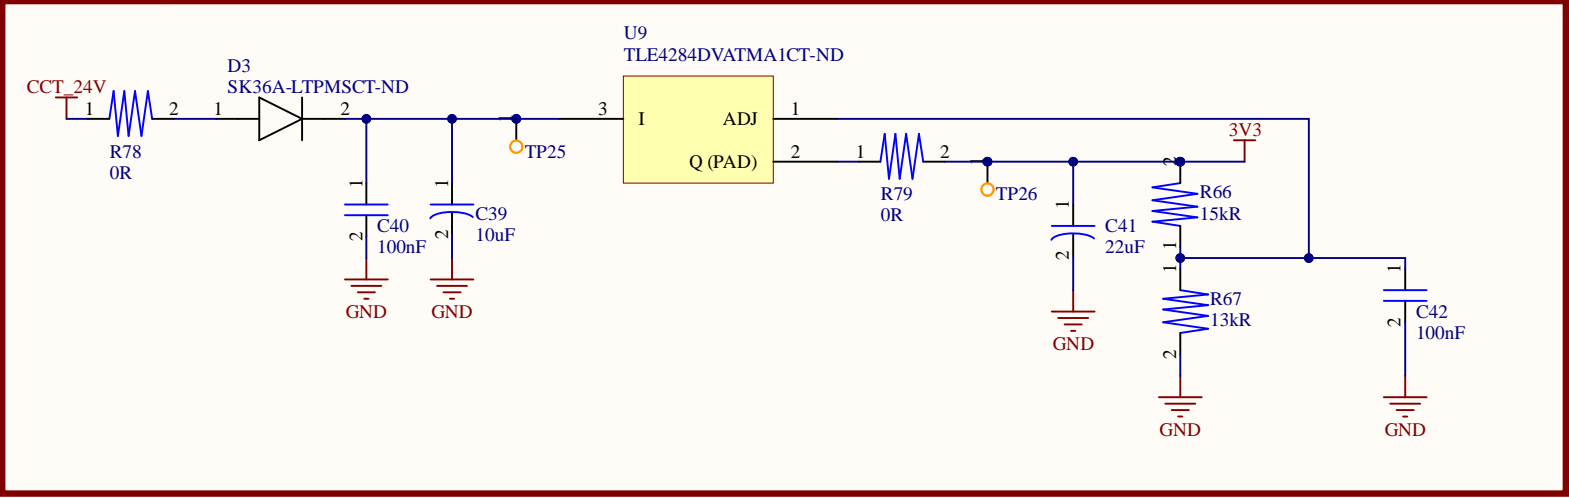 U9
TLE4284DVATMA1CT-ND
D3
SK36A-LTPMSCT-ND
CCT_24V
1
2
1
2
R78
0R
TP25
3
I
ADJ
1
Q (PAD)
2
1
2
R79
0R
TP26
3V3
1
2
C40
100nF
GND
1
2
C39
10uF
GND
1
2
C41
22uF
GND
2
R66
15kR
1
1
R67
13kR
2
GND
1
2
C42
100nF
GND